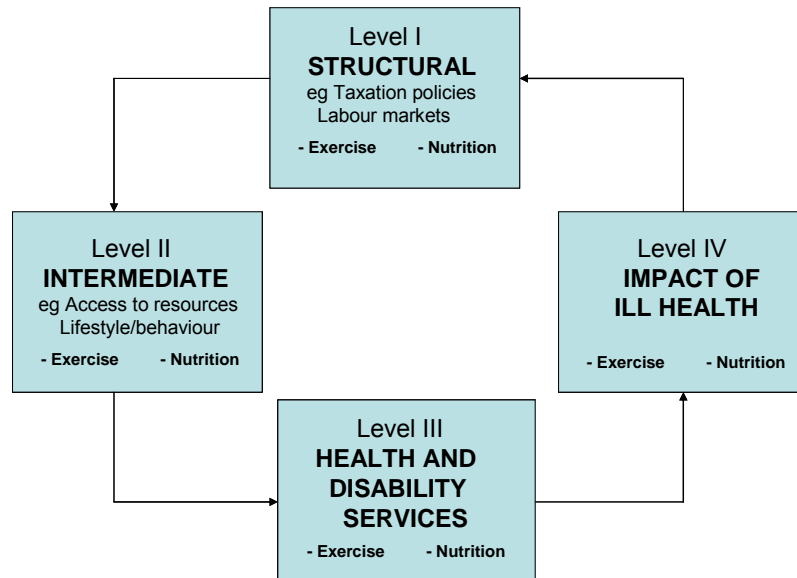 Level I
STRUCTURAL
eg Taxation policies
Labour markets
- Exercise - Nutrition
Level II
INTERMEDIATE
eg Access to resources
Lifestyle/behaviour
- Exercise - Nutrition
Level IV
IMPACT OF
ILL HEALTH
- Exercise - Nutrition
Level III
HEALTH AND
DISABILITY
SERVICES
- Exercise - Nutrition